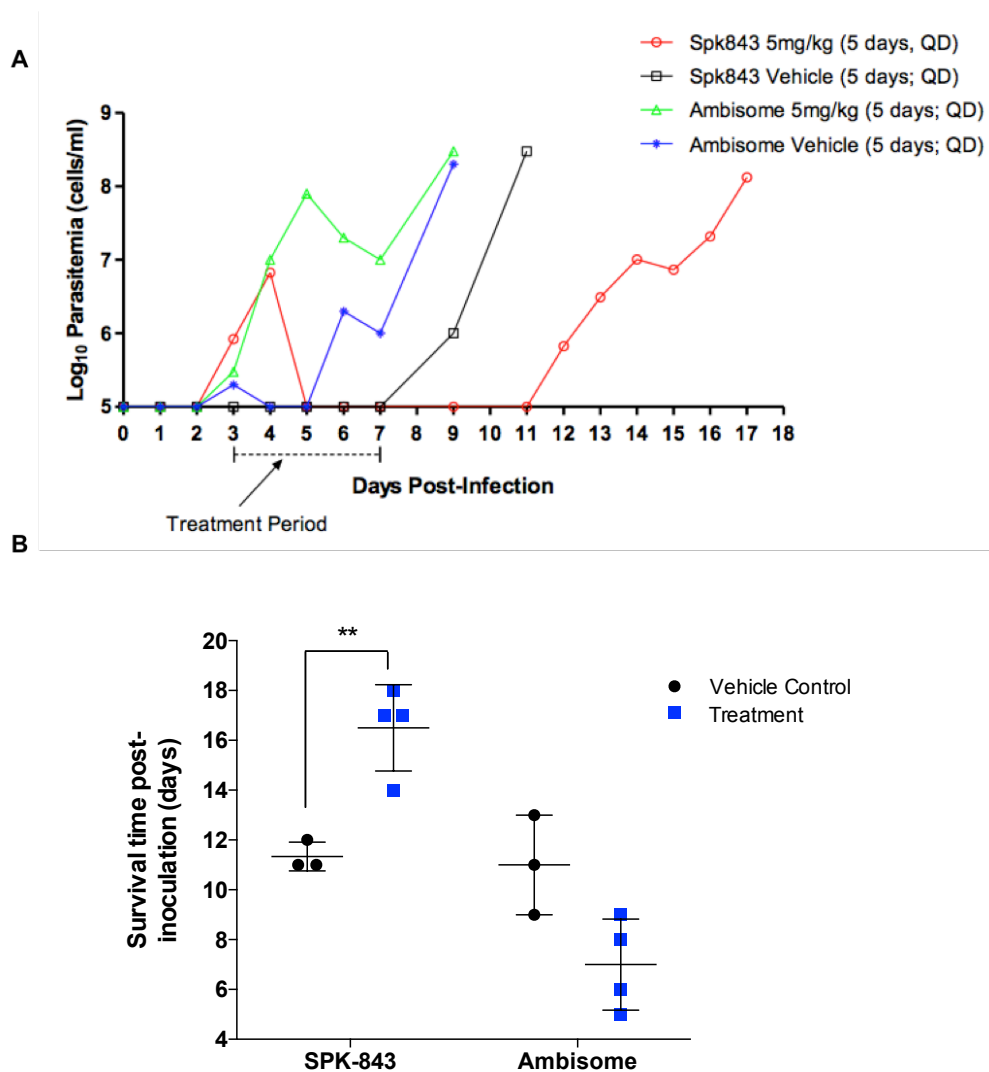 A
Spk843 5mg/kg (5 days, QD)
Spk843 Vehicle (5 days; QD)
Ambisome 5mg/kg (5 days; QD)
Ambisome Vehicle (5 days; QD)
Log10 Parasitemia (cells/ml)
9
8
7
6
5
0 1 2 3 4 5 6 7 8 9 10 11 12 13 14 15 16 17 18
Days Post-Infection
Treatment Period
B
**
Vehicle Control
Treatment
Survival time post-
inoculation (days)
20
18
16
14
12
10
8
6
4
SPK-843 Ambisome